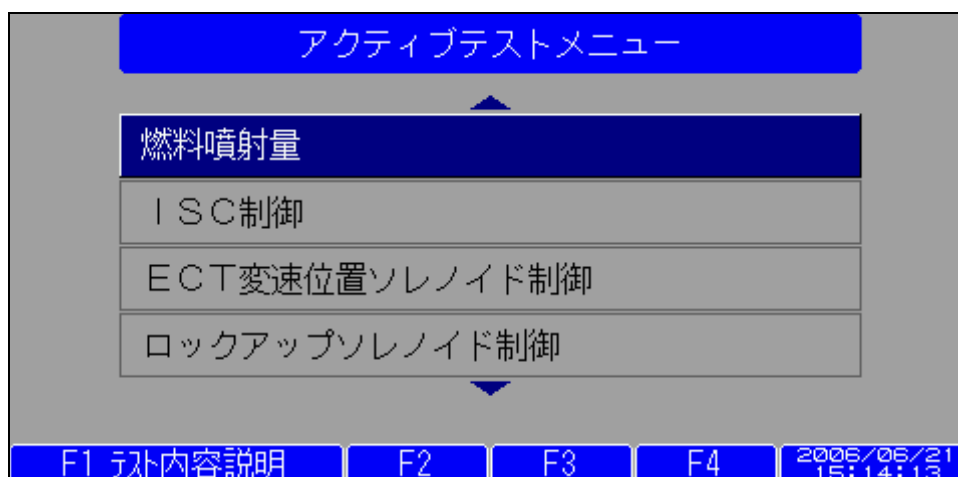 アクティブテストメニュー
燃料噴射量
ＩＳＣ制御
ＥＣＴ変速位置ソレノイド制御
ロックアップソレノイド制御
F1 ﾃｽﾄ内容説明 F2 F3 F4 2006/06/21
15:14:13